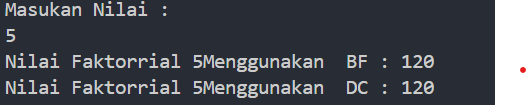 Masukan Nilai :
5
Nilai Faktorrial 5Menggunakan  BF : 120
Nilai Faktorrial 5Menggunakan  DC : 120